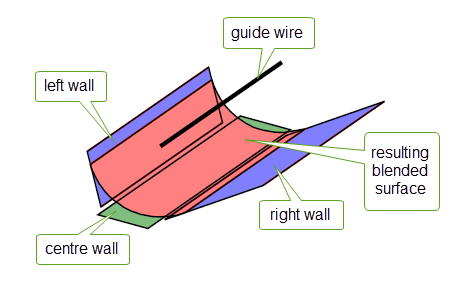 guide wire
left wall
resulting
blended
surface
right wall
centre wall